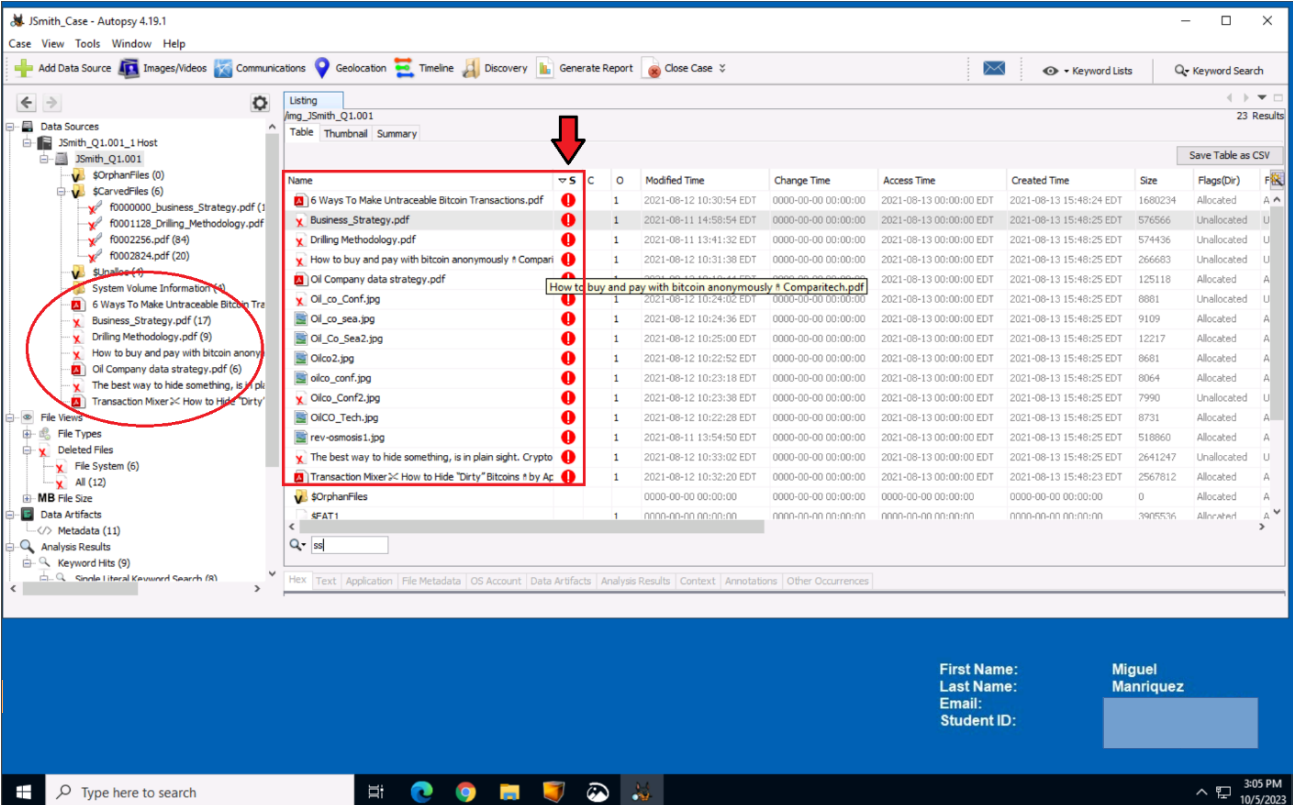 JSmith_Case - Autopsy 4.19.1
Case View Tools Window Help
Add Data Source Images/Videos Communications Geolocation Timeline Discovery Generate Report Close Case Keyword Lists Keyword Search
Listing
/img_JSmith_Q1.001
23 Results
Table Thumbnail Summary
Save Table as CSV
Data Sources
JSmith_Q1.001_1 Host
JSmith_Q1.001
$OrphanFiles (0)
$CarvedFiles (6)
f0000000_business_Strategy.pdf (1
f0001128_Drilling_Methodology.pdf
f0002256.pdf (84)
f0002824.pdf (20)
$Unalloc (4)
System Volume Information (4)
6 Ways To Make Untraceable Bitcoin Tra
Business_Strategy.pdf (17)
Drilling Methodology.pdf (9)
How to buy and pay with bitcoin anony
Oil Company data strategy.pdf (6)
The best way to hide something, is in pla
Transaction Mixer How to Hide "Dirty"
File Views
File Types
Deleted Files
File System (6)
All (12)
MB File Size
Data Artifacts
Metadata (11)
Analysis Results
Keyword Hits (9)
Single Literal Keyword Search (8)
Name S C O Modified Time Change Time Access Time Created Time Size Flags(Dir) F
6 Ways To Make Untraceable Bitcoin Transactions.pdf 1 2021-08-12 10:30:54 EDT 0000-00-00 00:00:00 2021-08-13 00:00:00 EDT 2021-08-13 15:48:24 EDT 1680234 Allocated A
Business_Strategy.pdf 1 2021-08-11 14:58:54 EDT 0000-00-00 00:00:00 2021-08-13 00:00:00 EDT 2021-08-13 15:48:25 EDT 576566 Unallocated U
Drilling Methodology.pdf 1 2021-08-11 13:41:32 EDT 0000-00-00 00:00:00 2021-08-13 00:00:00 EDT 2021-08-13 15:48:25 EDT 574436 Unallocated U
How to buy and pay with bitcoin anonymously Compari 1 2021-08-12 10:31:38 EDT 0000-00-00 00:00:00 2021-08-13 00:00:00 EDT 2021-08-13 15:48:25 EDT 266683 Unallocated U
Oil Company data strategy.pdf 2021-08-13 15:48:25 EDT 125118 Allocated A
How to buy and pay with bitcoin anonymously Comparitech.pdf
Oil_co_Conf.jpg 1 2021-08-12 10:24:02 EDT 0000-00-00 00:00:00 2021-08-13 00:00:00 EDT 2021-08-13 15:48:25 EDT 8881 Unallocated U
Oil_co_sea.jpg 1 2021-08-12 10:24:36 EDT 0000-00-00 00:00:00 2021-08-13 00:00:00 EDT 2021-08-13 15:48:25 EDT 9109 Allocated A
Oil_Co_Sea2.jpg 1 2021-08-12 10:25:00 EDT 0000-00-00 00:00:00 2021-08-13 00:00:00 EDT 2021-08-13 15:48:25 EDT 12217 Allocated A
Oilco2.jpg 1 2021-08-12 10:22:52 EDT 0000-00-00 00:00:00 2021-08-13 00:00:00 EDT 2021-08-13 15:48:25 EDT 8681 Allocated A
oilco_conf.jpg 1 2021-08-12 10:23:18 EDT 0000-00-00 00:00:00 2021-08-13 00:00:00 EDT 2021-08-13 15:48:25 EDT 8064 Allocated A
Oilco_Conf2.jpg 1 2021-08-12 10:23:38 EDT 0000-00-00 00:00:00 2021-08-13 00:00:00 EDT 2021-08-13 15:48:25 EDT 7990 Unallocated U
OilCO_Tech.jpg 1 2021-08-12 10:22:28 EDT 0000-00-00 00:00:00 2021-08-13 00:00:00 EDT 2021-08-13 15:48:25 EDT 8731 Allocated A
rev-osmosis1.jpg 1 2021-08-11 13:54:50 EDT 0000-00-00 00:00:00 2021-08-13 00:00:00 EDT 2021-08-13 15:48:25 EDT 518860 Allocated A
The best way to hide something, is in plain sight. Crypto 1 2021-08-12 10:33:02 EDT 0000-00-00 00:00:00 2021-08-13 00:00:00 EDT 2021-08-13 15:48:25 EDT 2641247 Unallocated U
Transaction Mixer How to Hide "Dirty" Bitcoins by Ap 1 2021-08-12 10:32:20 EDT 0000-00-00 00:00:00 2021-08-13 00:00:00 EDT 2021-08-13 15:48:23 EDT 2567812 Allocated A
$OrphanFiles 0000-00-00 00:00:00 0000-00-00 00:00:00 0000-00-00 00:00:00 0000-00-00 00:00:00 0 Allocated A
$FAT1 1 0000-00-00 00:00:00 0000-00-00 00:00:00 0000-00-00 00:00:00 0000-00-00 00:00:00 3905536 Allocated A
ss
Hex Text Application File Metadata OS Account Data Artifacts Analysis Results Context Annotations Other Occurrences
First Name: Miguel
Last Name: Manriquez
Email:
Student ID:
Type here to search
3:05 PM
10/5/2023